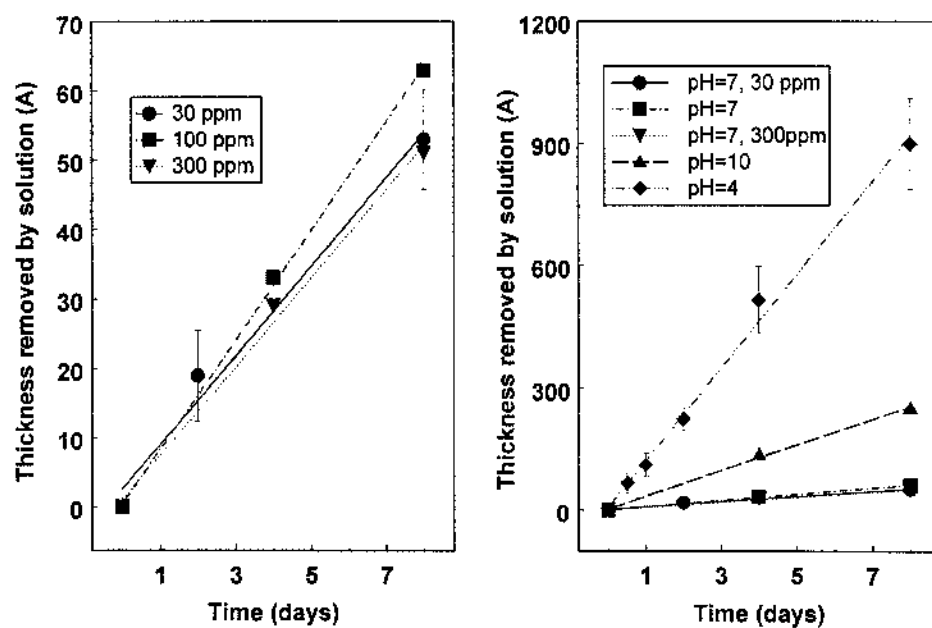 70
60
50
40
30
20
10
0
Thickness removed by solution (A)
30 ppm
100 ppm
300 ppm
1 3 5 7
Time (days)
1200
900
600
300
0
Thickness removed by solution (A)
pH=7, 30 ppm
pH=7
pH=7, 300ppm
pH=10
pH=4
1 3 5 7
Time (days)